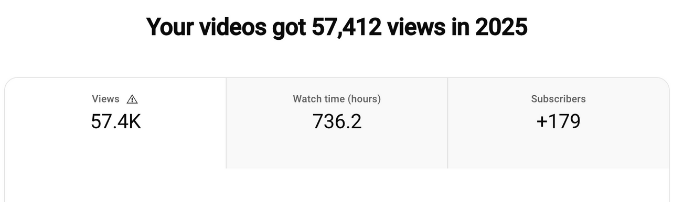 Your videos got 57,412 views in 2025
Views
57.4K
Watch time (hours)
736.2
Subscribers
+179